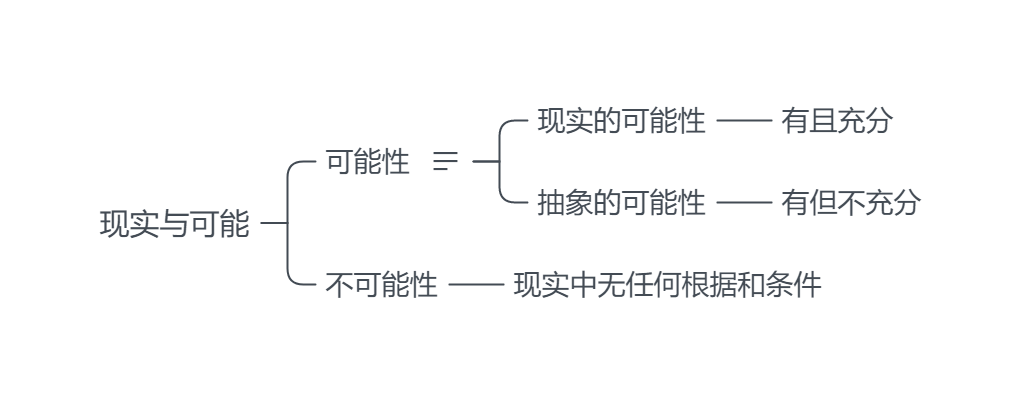 现实与可能
可能性
现实的可能性
有且充分
抽象的可能性
有但不充分
不可能性
现实中无任何根据和条件